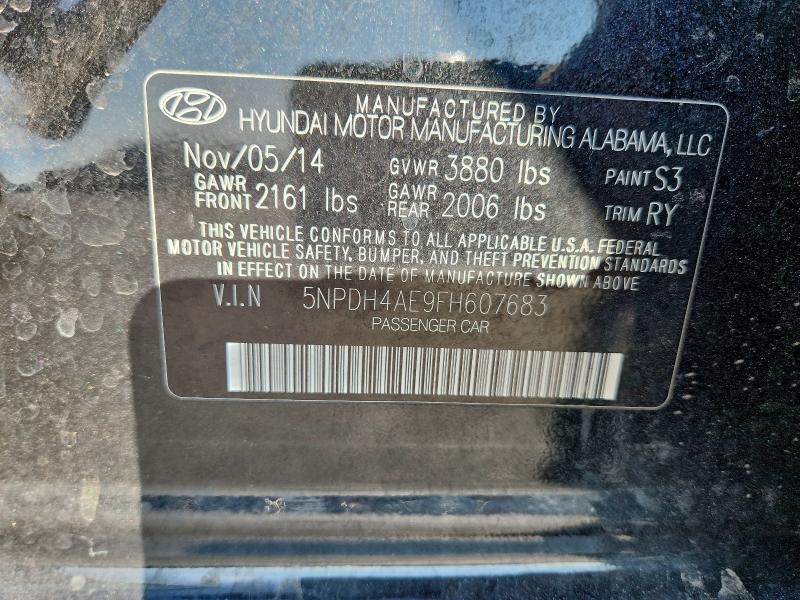 MANUFACTURED BY
HYUNDAI MOTOR MANUFACTURING ALABAMA, LLC
Nov/05/14 GVWR 3880 lbs PAINT S3
GAWR FRONT 2161 lbs GAWR REAR 2006 lbs TRIM RY
THIS VEHICLE CONFORMS TO ALL APPLICABLE U.S.A. FEDERAL
MOTOR VEHICLE SAFETY, BUMPER, AND THEFT PREVENTION STANDARDS
IN EFFECT ON THE DATE OF MANUFACTURE SHOWN ABOVE
V.I.N 5NPDH4AE9FH607683
PASSENGER CAR